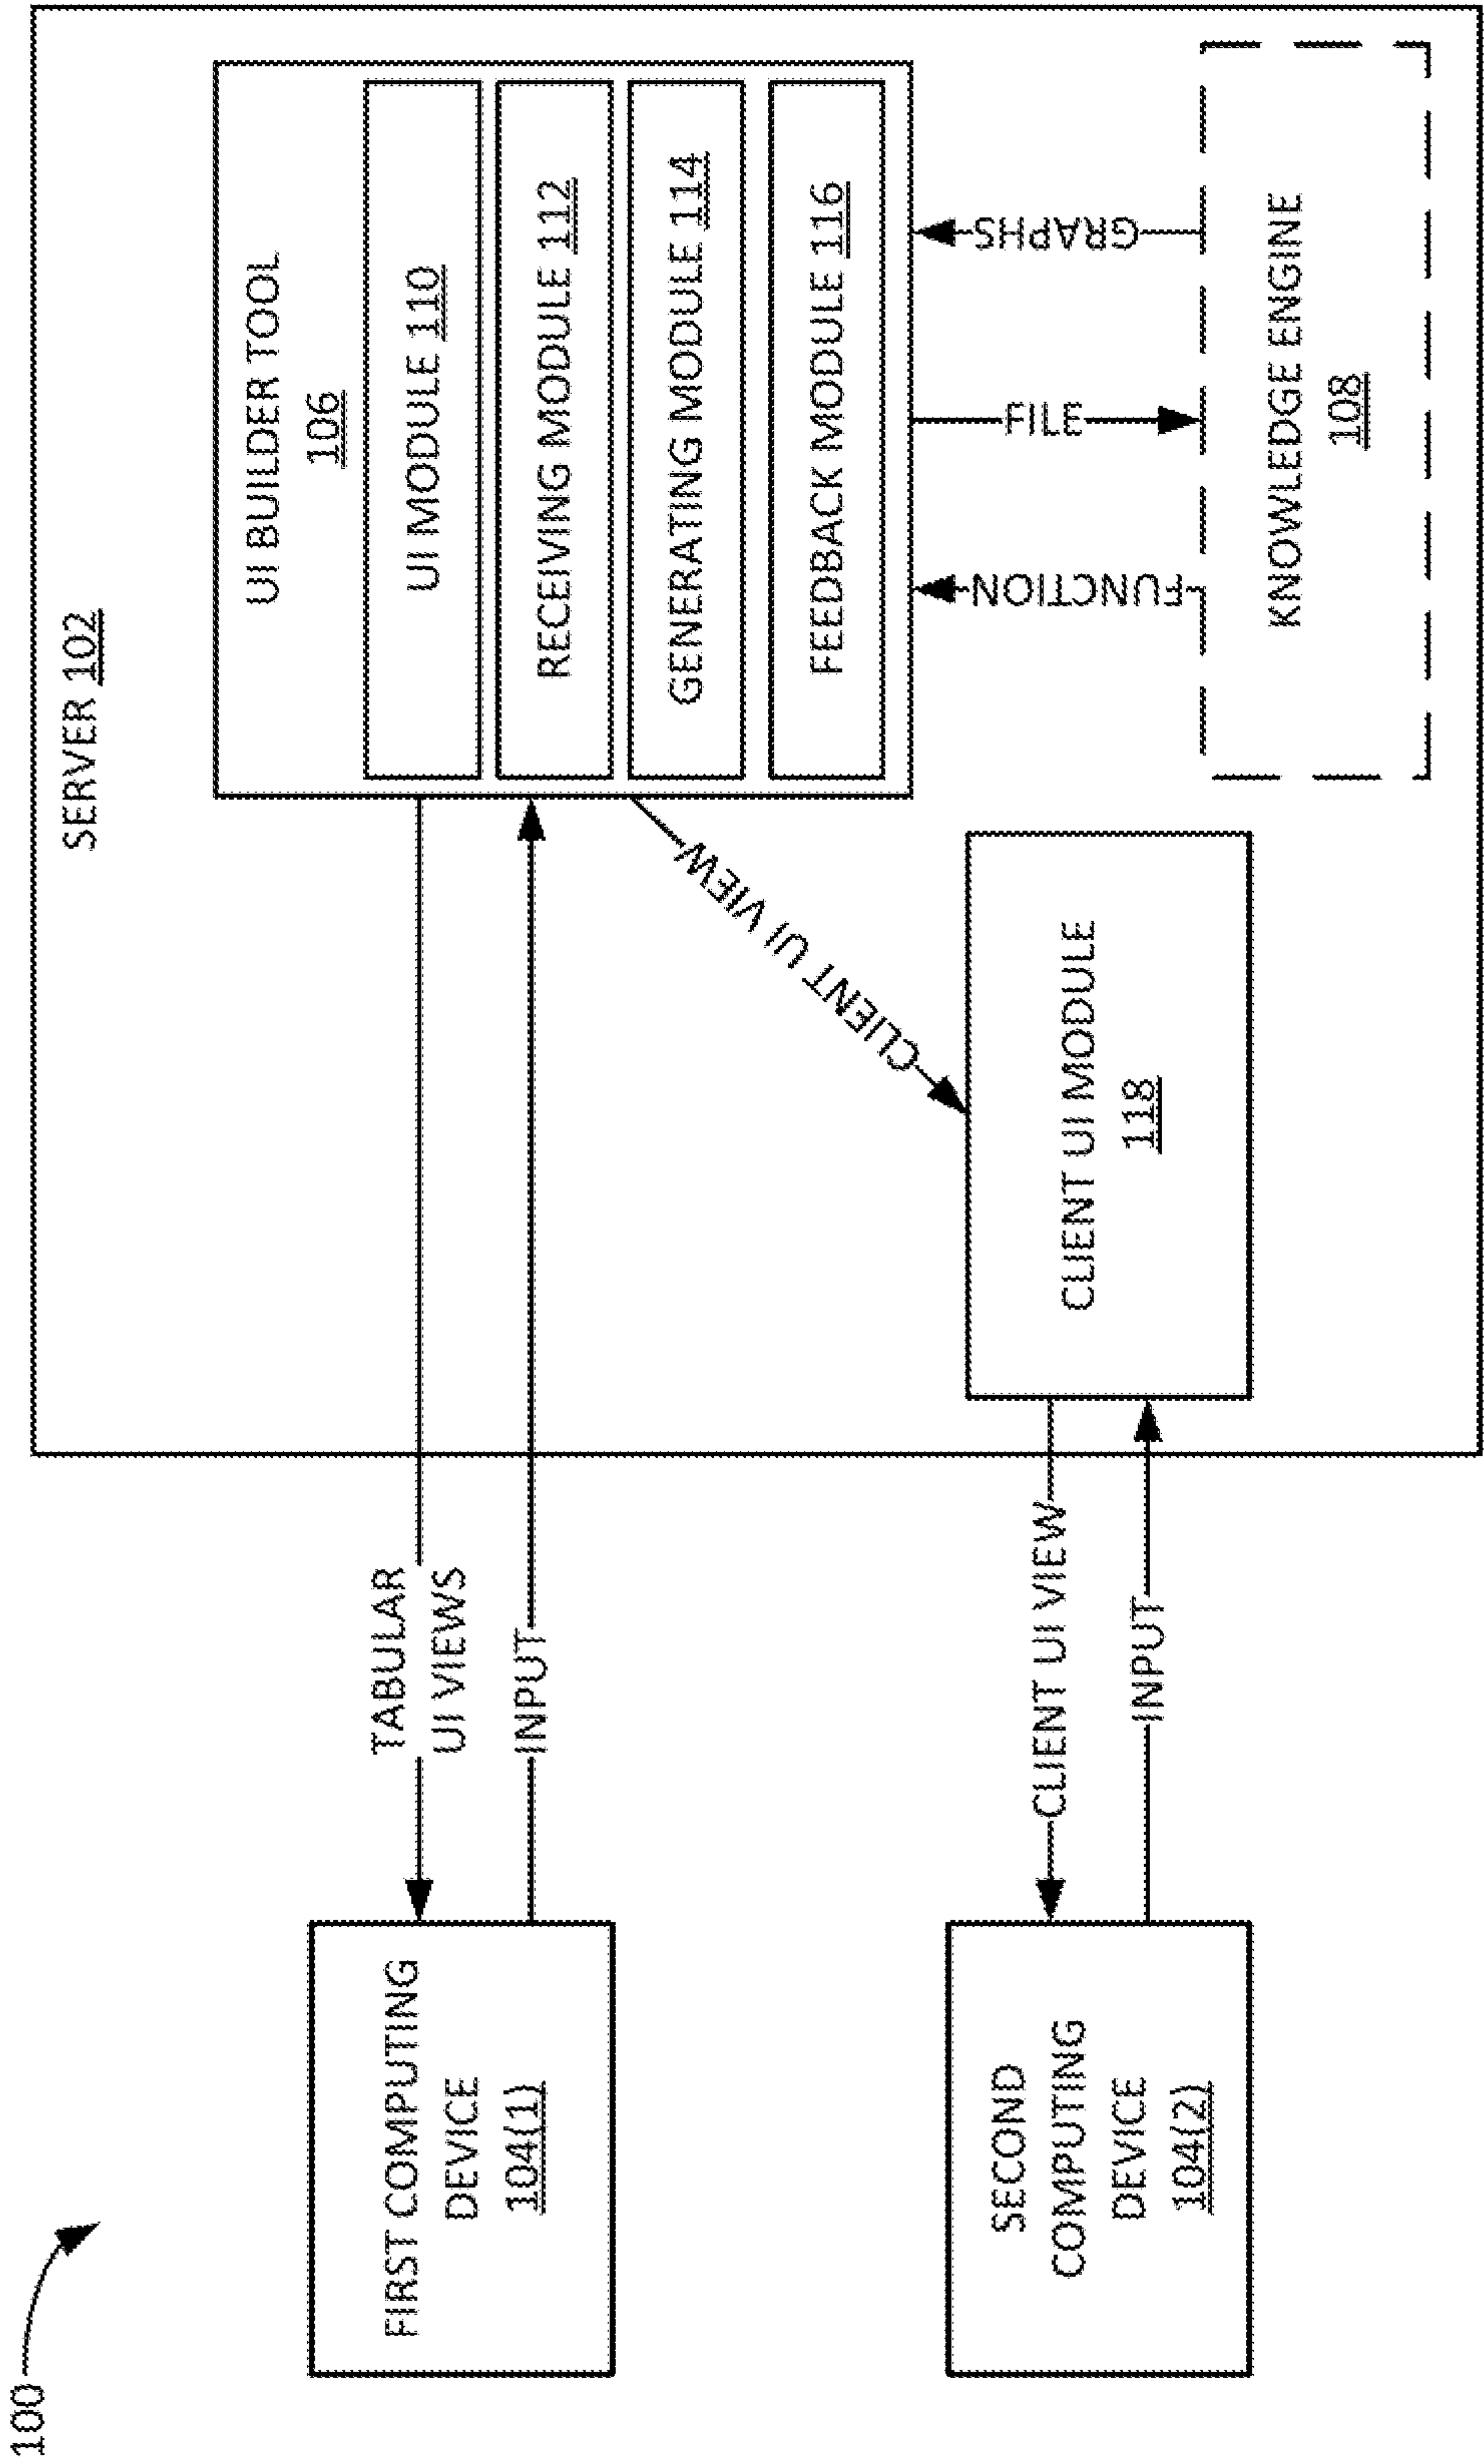 100
SERVER 102
UI BUILDER TOOL
106
UI MODULE 110
RECEIVING MODULE 112
GENERATING MODULE 114
FEEDBACK MODULE 116
FUNCTION
FILE
GRAPHS
KNOWLEDGE ENGINE
108
CLIENT UI VIEW
CLIENT UI MODULE
118
TABULAR
UI VIEWS
INPUT
CLIENT UI VIEW
INPUT
FIRST COMPUTING
DEVICE
104(1)
SECOND
COMPUTING
DEVICE
104(2)